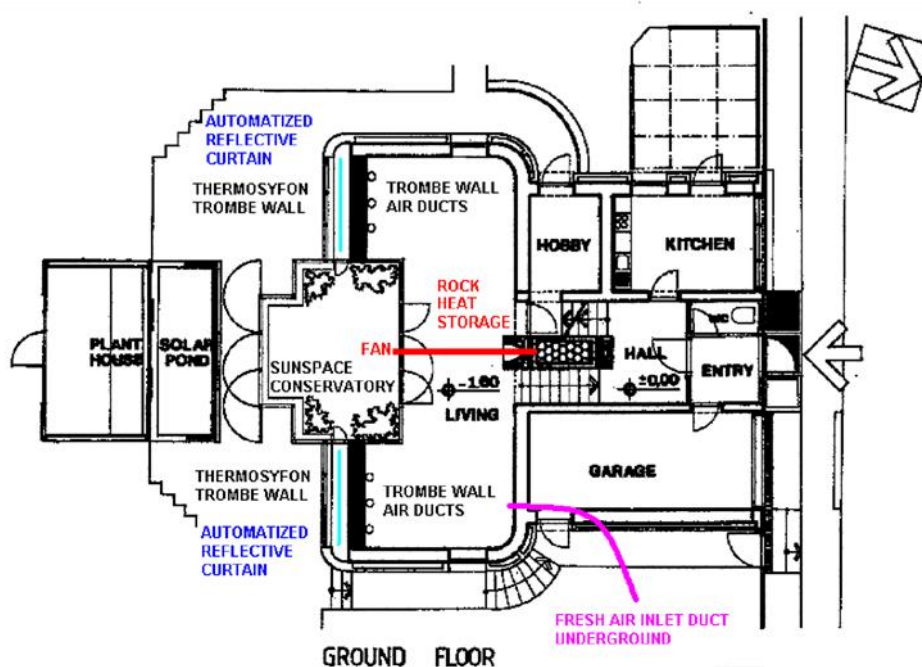 AUTOMATIZED
REFLECTIVE
CURTAIN
THERMOSYFON
TROMBE WALL
TROMBE WALL
AIR DUCTS
HOBBY
KITCHEN
ROCK
HEAT
STORAGE
PLANT
HOUSE
SOLAR
POND
FAN
SUNSPACE
CONSERVATORY
WC
HALL
ENTRY
-1.60
±0,00
LIVING
GARAGE
THERMOSYFON
TROMBE WALL
TROMBE WALL
AIR DUCTS
AUTOMATIZED
REFLECTIVE
CURTAIN
FRESH AIR INLET DUCT
UNDERGROUND
GROUND FLOOR